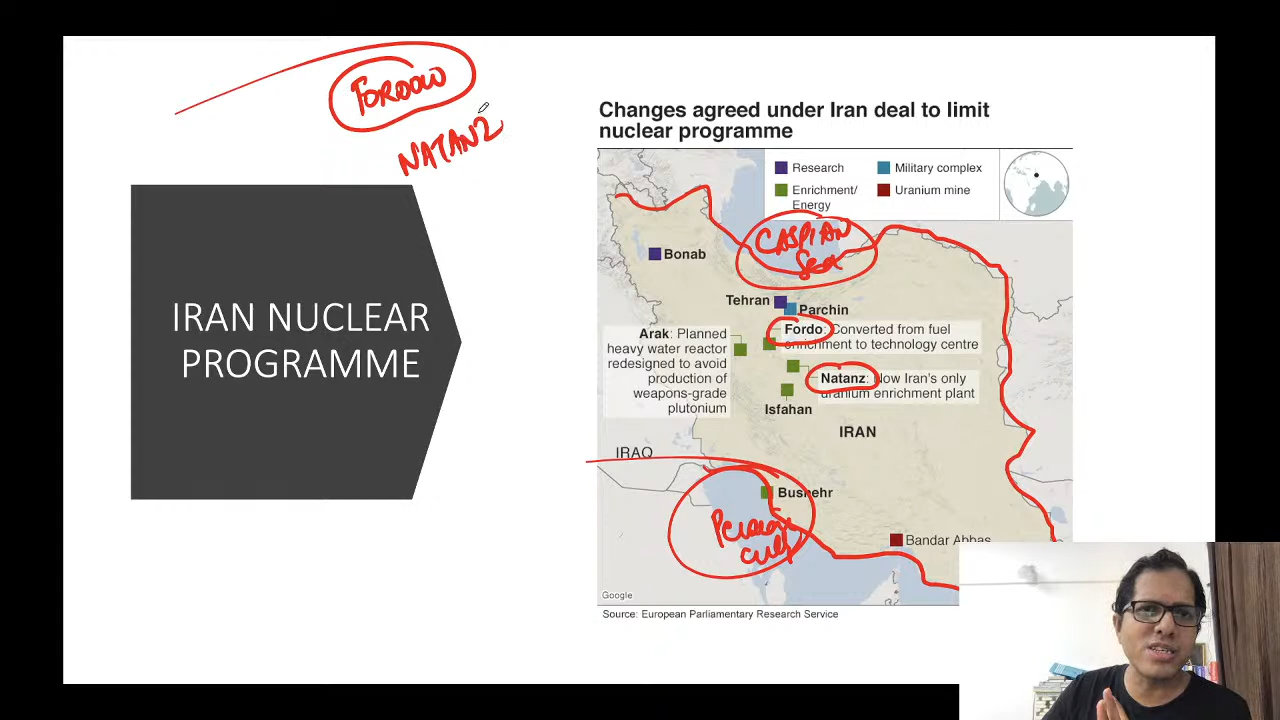 FORDOW
NATANZ
IRAN NUCLEAR
PROGRAMME
Changes agreed under Iran deal to limit
nuclear programme
Research
Military complex
Enrichment/
Energy
Uranium mine
CASPIAN
Sea
Bonab
Tehran
Parchin
Fordo: Converted from fuel
enrichment to technology centre
Arak: Planned
heavy water reactor
redesigned to avoid
production of
weapons-grade
plutonium
Natanz: Now Iran's only
uranium enrichment plant
Isfahan
IRAN
IRAQ
Bushehr
Persian
Gulf
Bandar Abbas
Google
Source: European Parliamentary Research Service